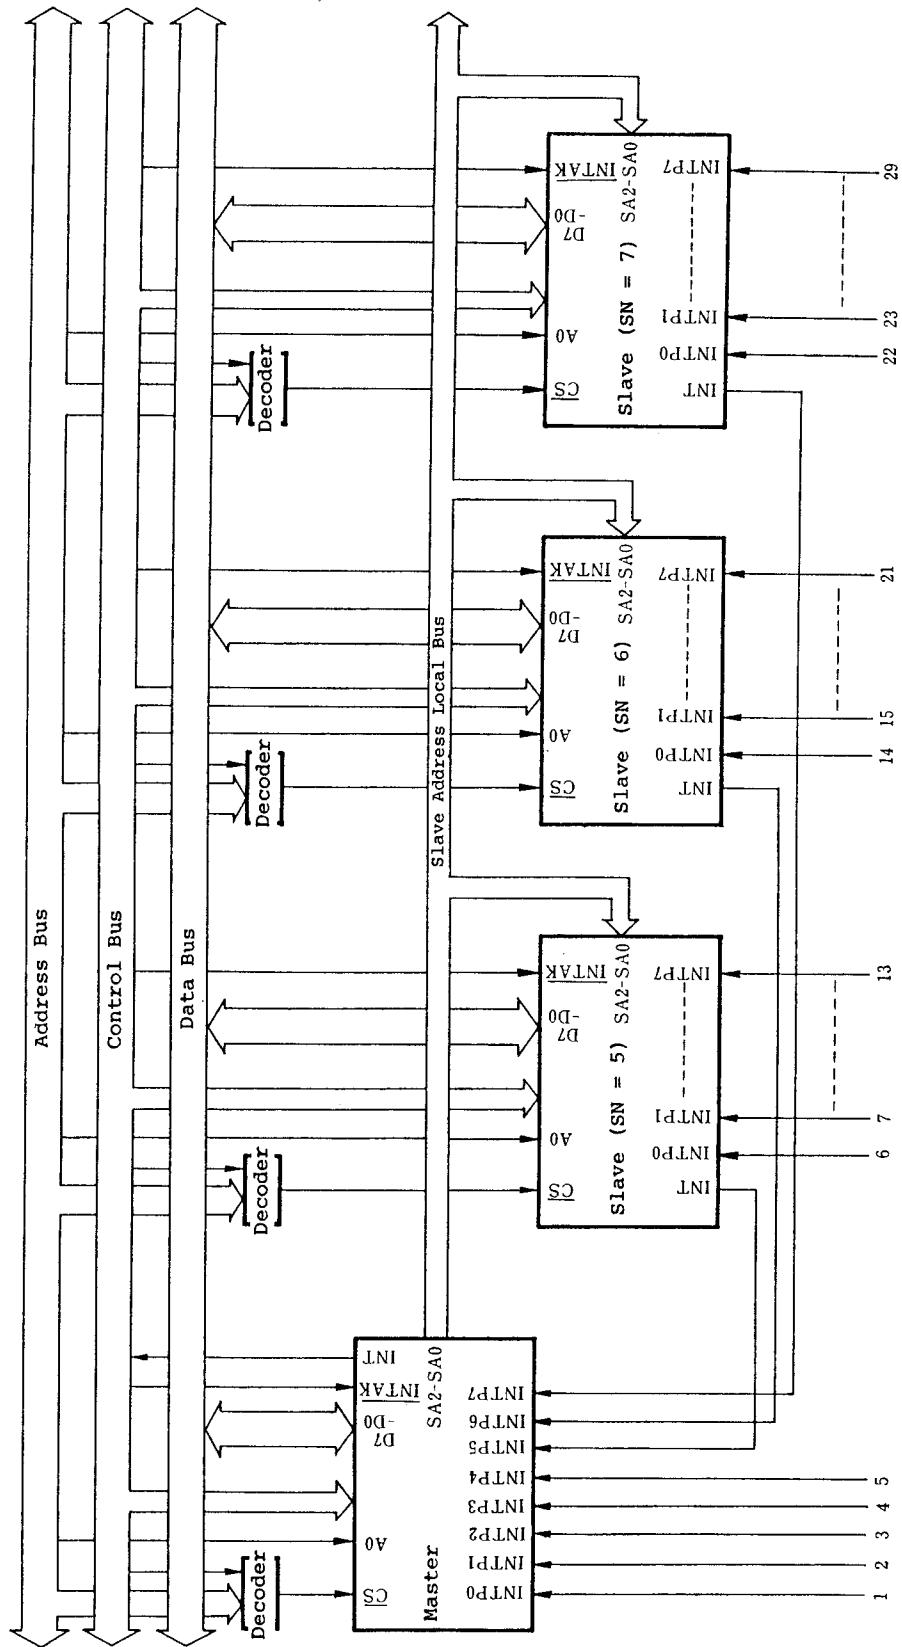 Address Bus
Control Bus
Data Bus
Slave Address Local Bus
[Decoder]
[Decoder]
[Decoder]
[Decoder]
Master
CS
A0
D7
-D0
INTAK
INT
SA2-SA0
INTP0
INTP1
INTP2
INTP3
INTP4
INTP5
INTP6
INTP7
1
2
3
4
5
Slave (SN = 5)
CS
A0
D7
-D0
INTAK
SA2-SA0
INT
INTP0
INTP1
INTP7
6
7
13
Slave (SN = 6)
CS
A0
D7
-D0
INTAK
SA2-SA0
INT
INTP0
INTP1
INTP7
14
15
21
Slave (SN = 7)
CS
A0
D7
-D0
INTAK
SA2-SA0
INT
INTP0
INTP1
INTP7
22
23
29